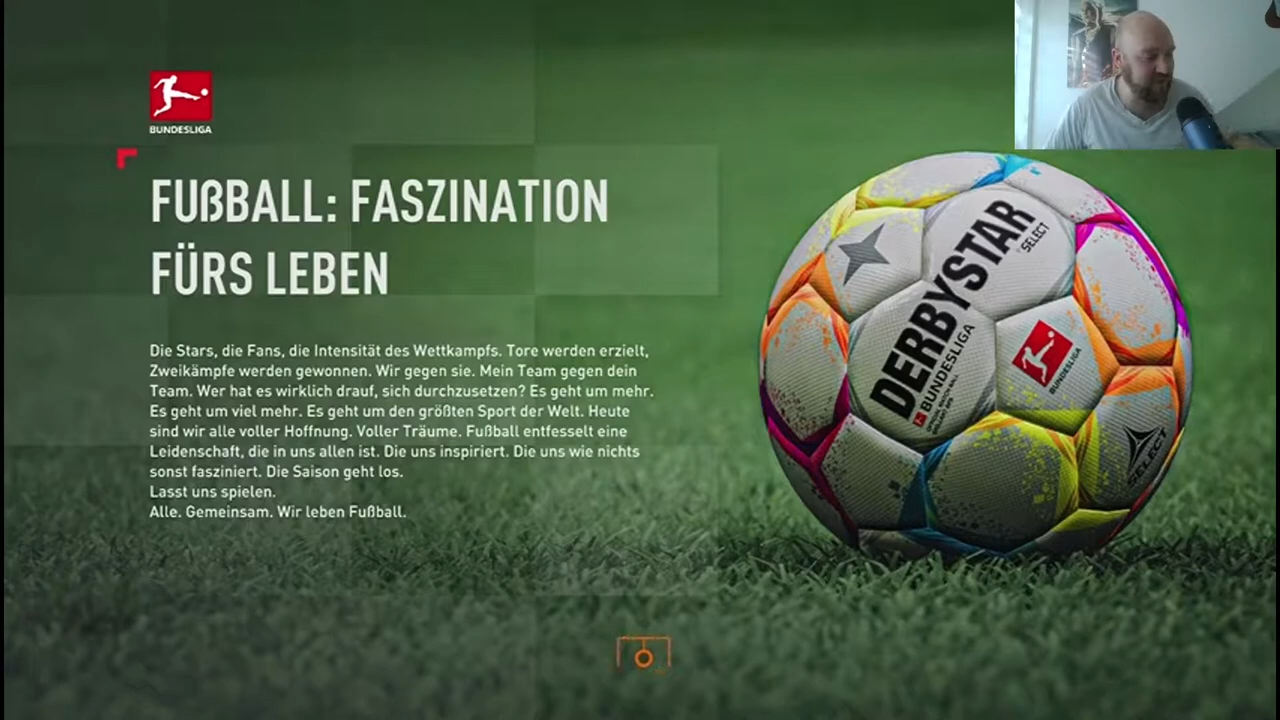 BUNDESLIGA
FUßBALL: FASZINATION
FÜRS LEBEN
Die Stars, die Fans, die Intensität des Wettkampfs. Tore werden erzielt,
Zweikämpfe werden gewonnen. Wir gegen sie. Mein Team gegen dein
Team. Wer hat es wirklich drauf, sich durchzusetzen? Es geht um mehr.
Es geht um viel mehr. Es geht um den größten Sport der Welt. Heute
sind wir alle voller Hoffnung. Voller Träume. Fußball entfesselt eine
Leidenschaft, die in uns allen ist. Die uns inspiriert. Die uns wie nichts
sonst fasziniert. Die Saison geht los.
Lasst uns spielen.
Alle. Gemeinsam. Wir leben Fußball.
DERBYSTAR
SELECT
BUNDESLIGA
BUNDESLIGA
SELECT